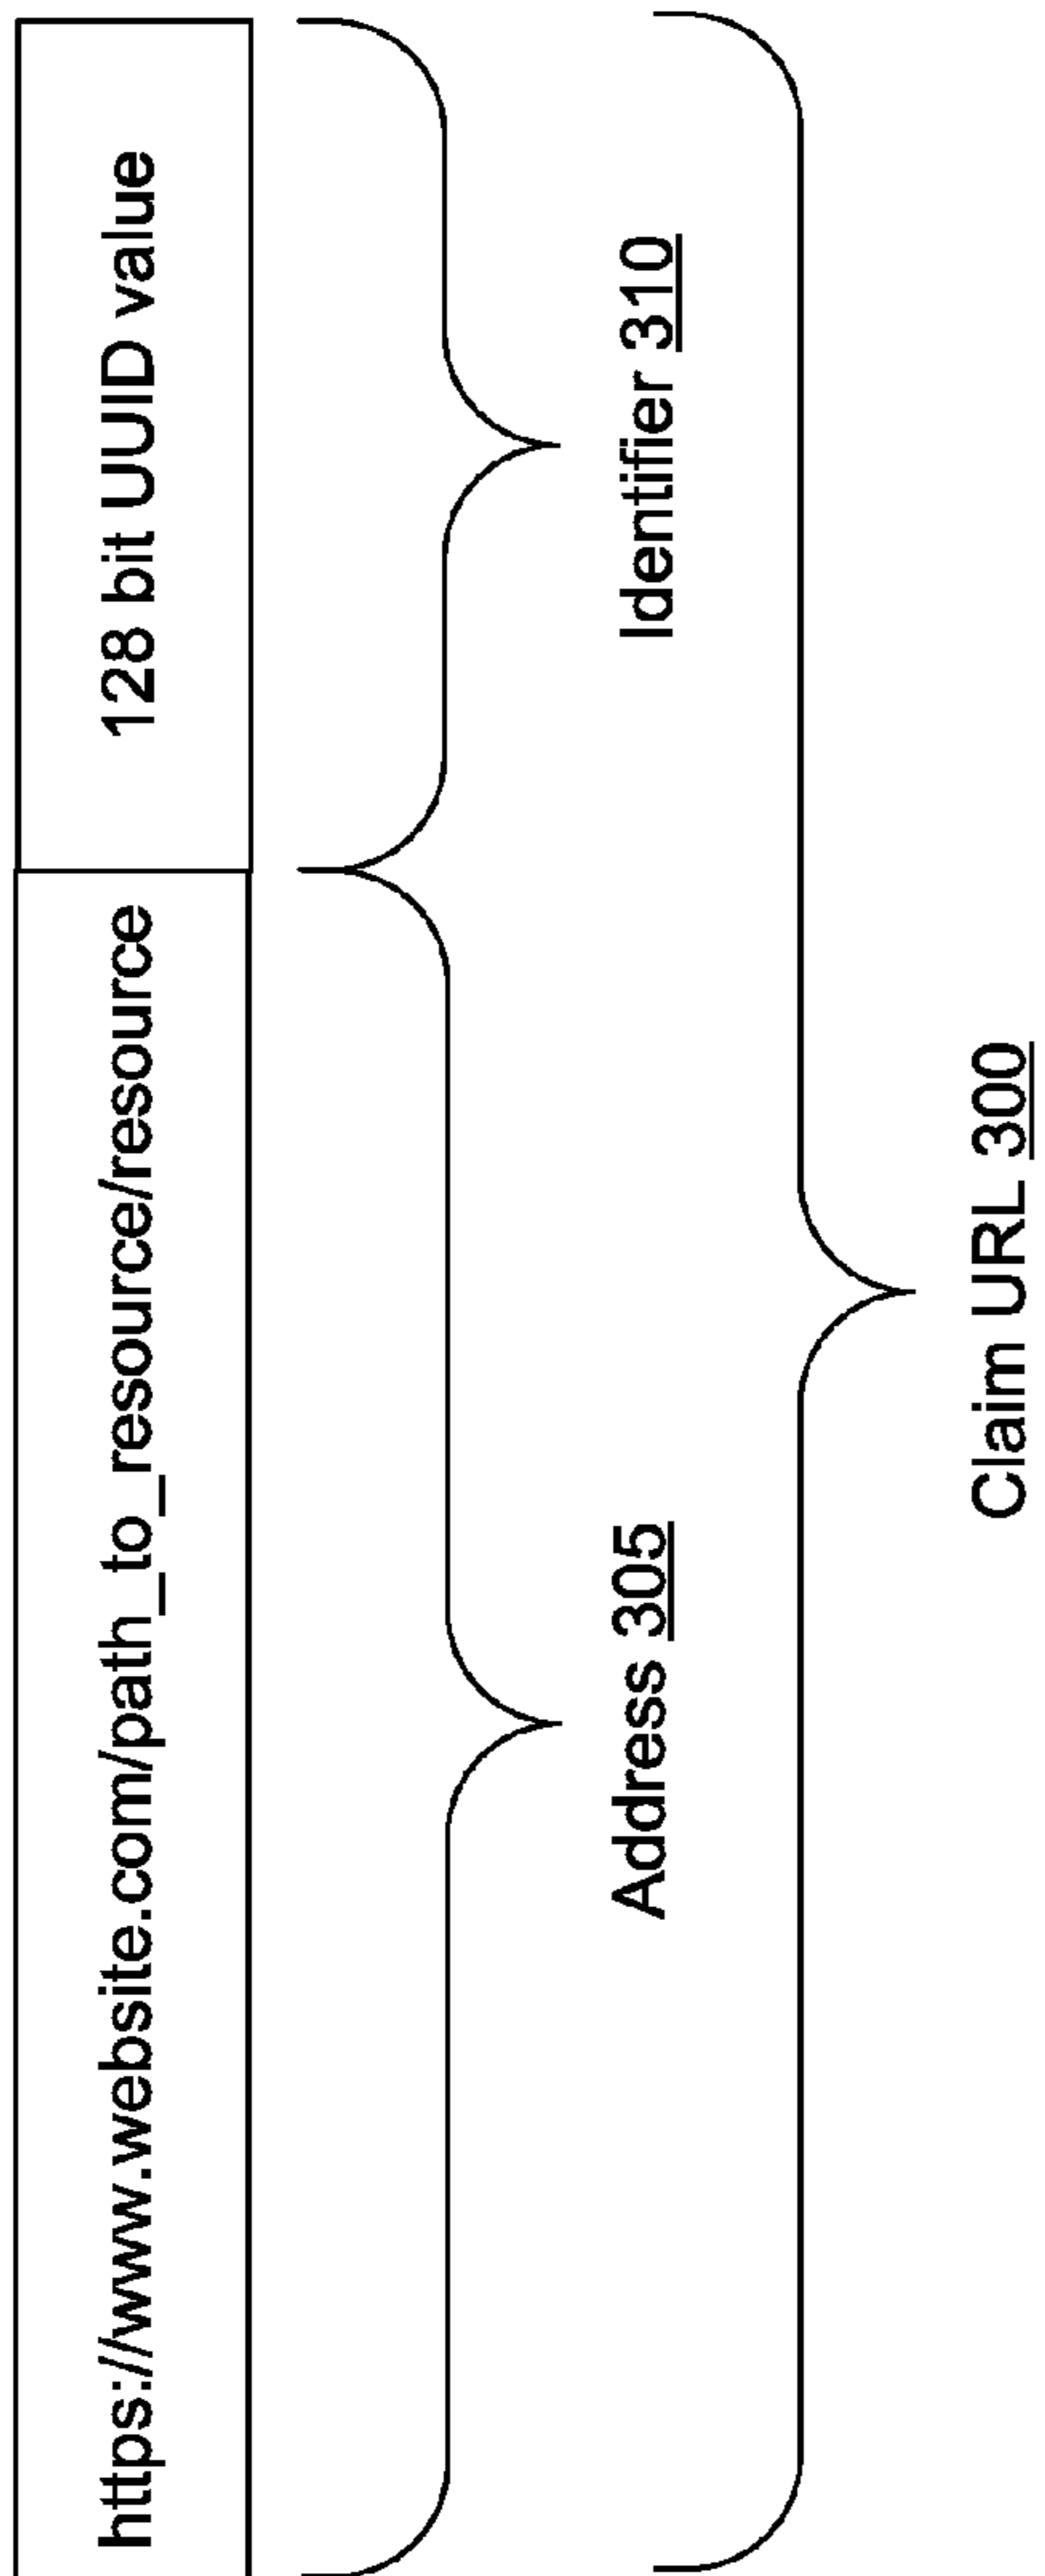 https://www.website.com/path_to_resource/resource
128 bit UUID value
Address 305
Identifier 310
Claim URL 300